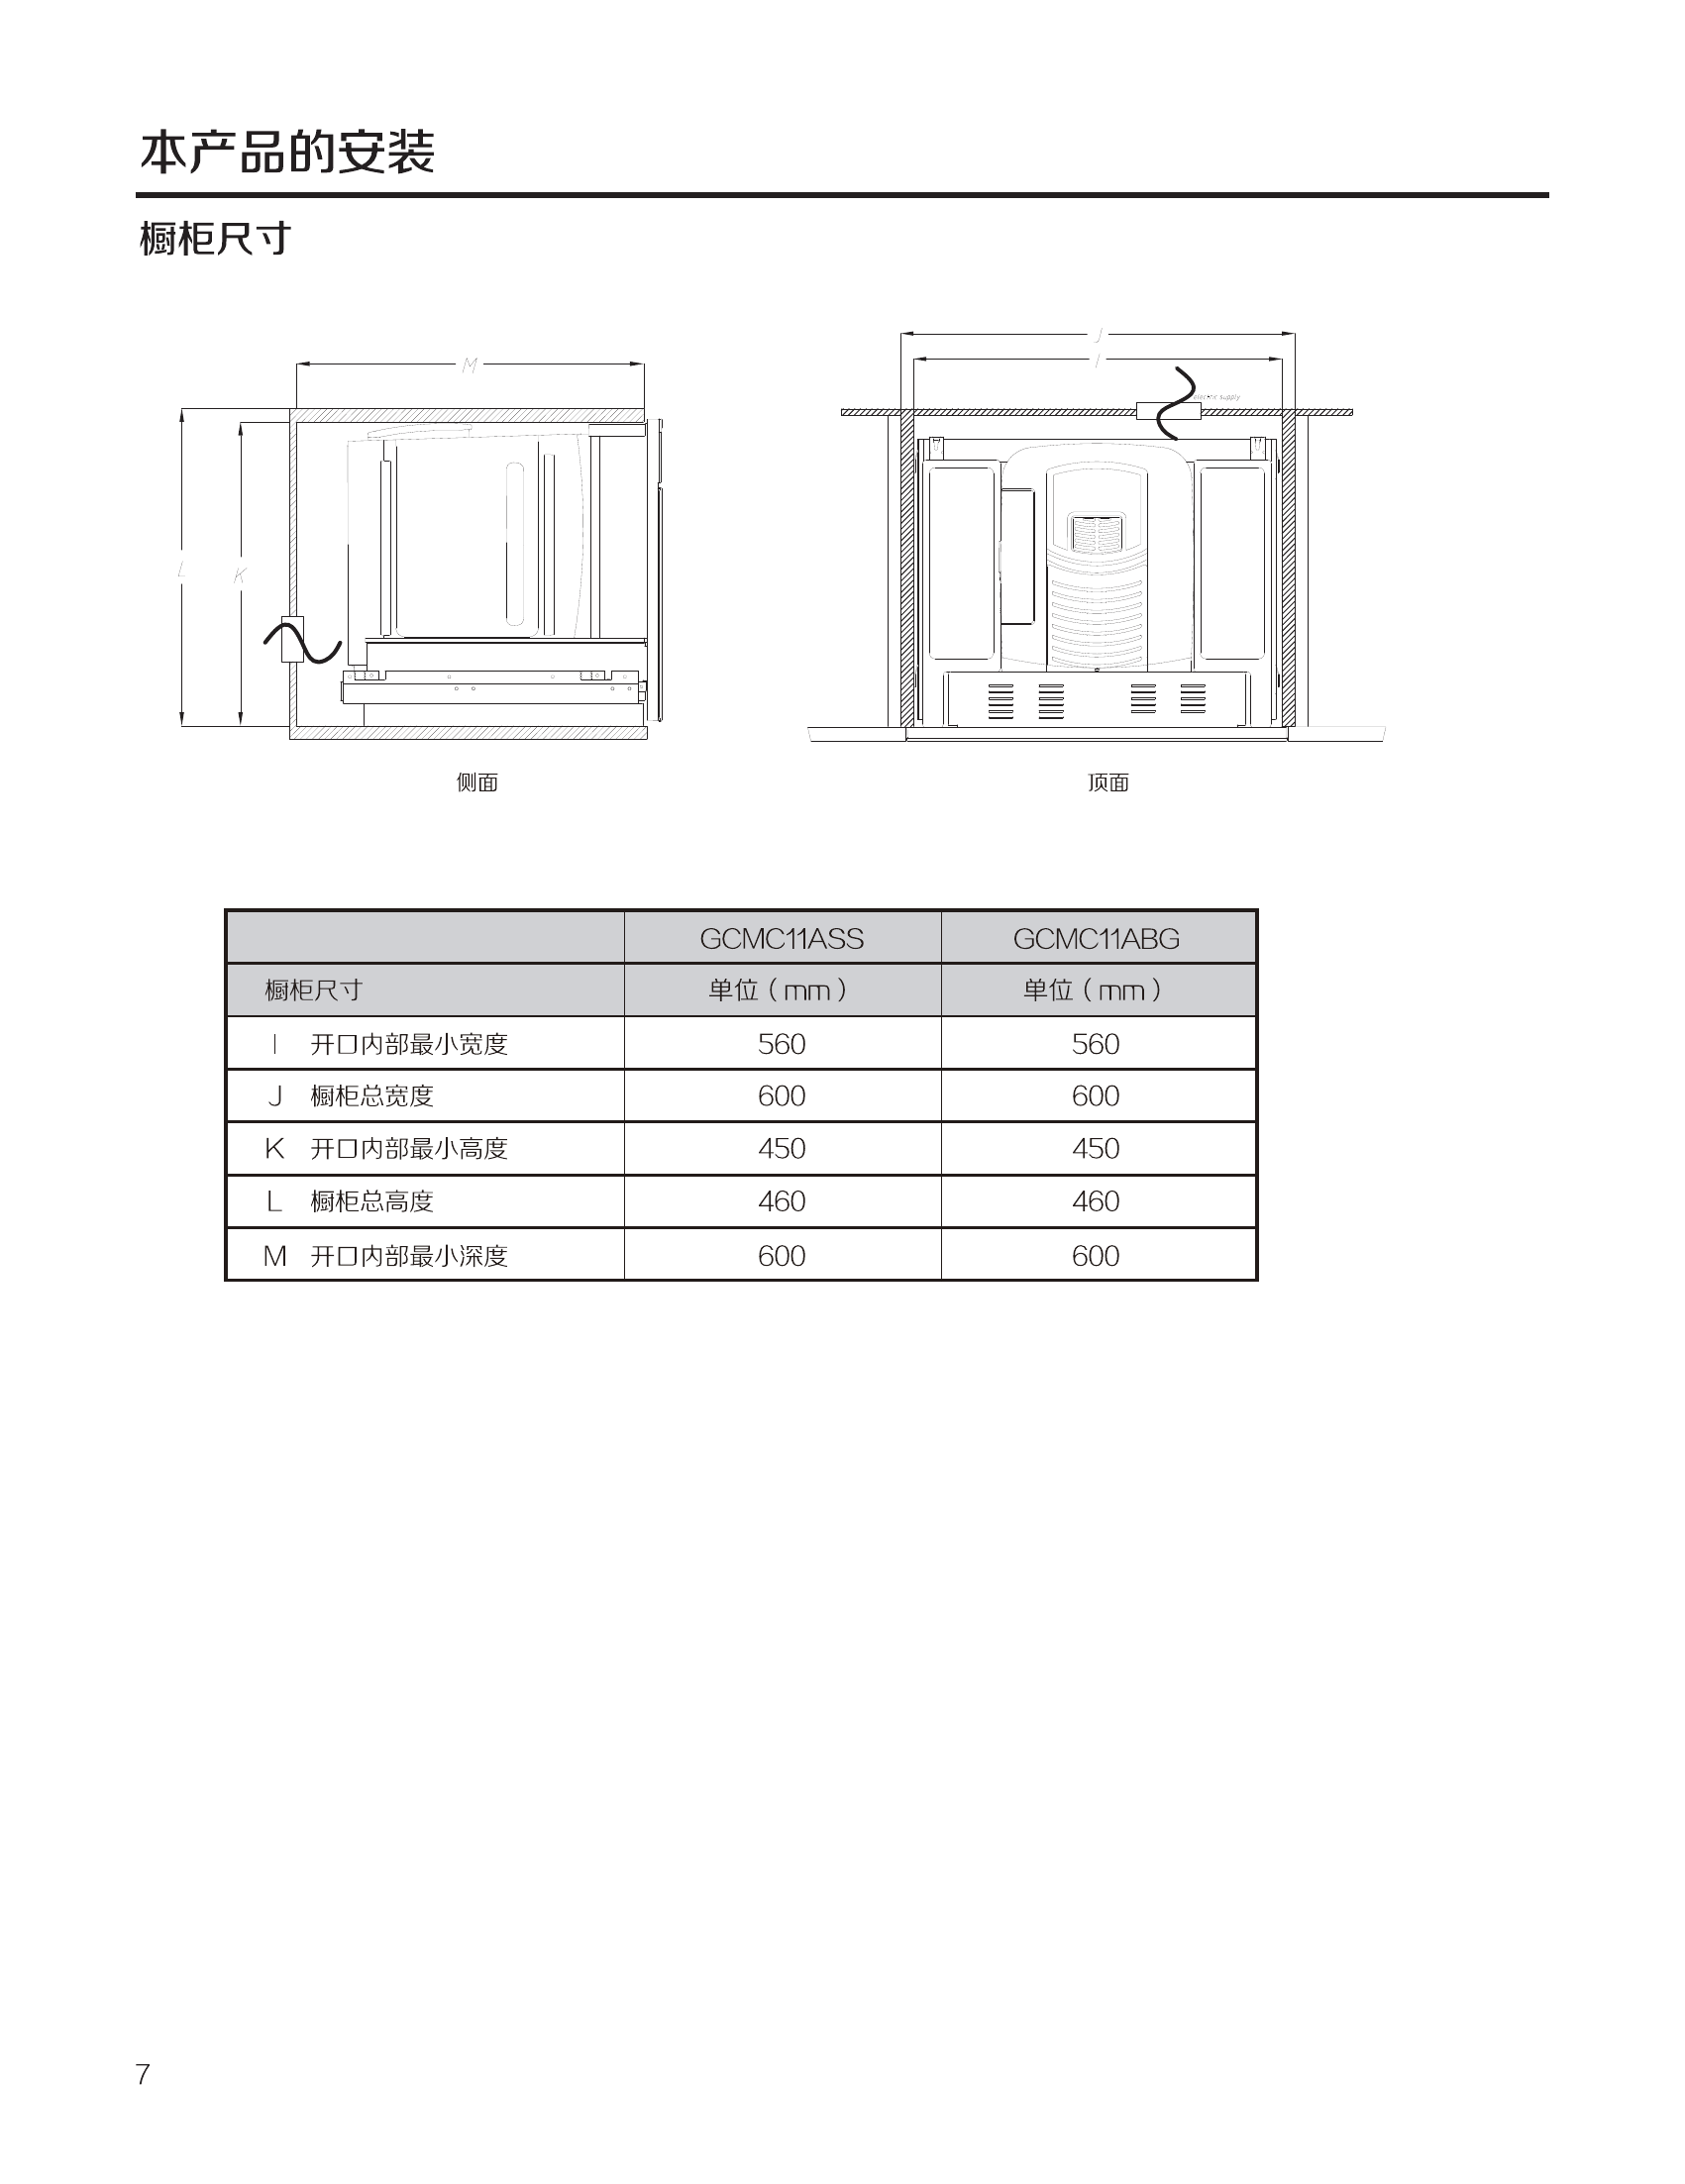 本产品的安装
橱柜尺寸
J
I
M
electric supply
L
K
侧面
顶面
GCMC11ASS GCMC11ABG
橱柜尺寸 单位（mm） 单位（mm）
I 开口内部最小宽度 560 560
J 橱柜总宽度 600 600
K 开口内部最小高度 450 450
L 橱柜总高度 460 460
M 开口内部最小深度 600 600
7